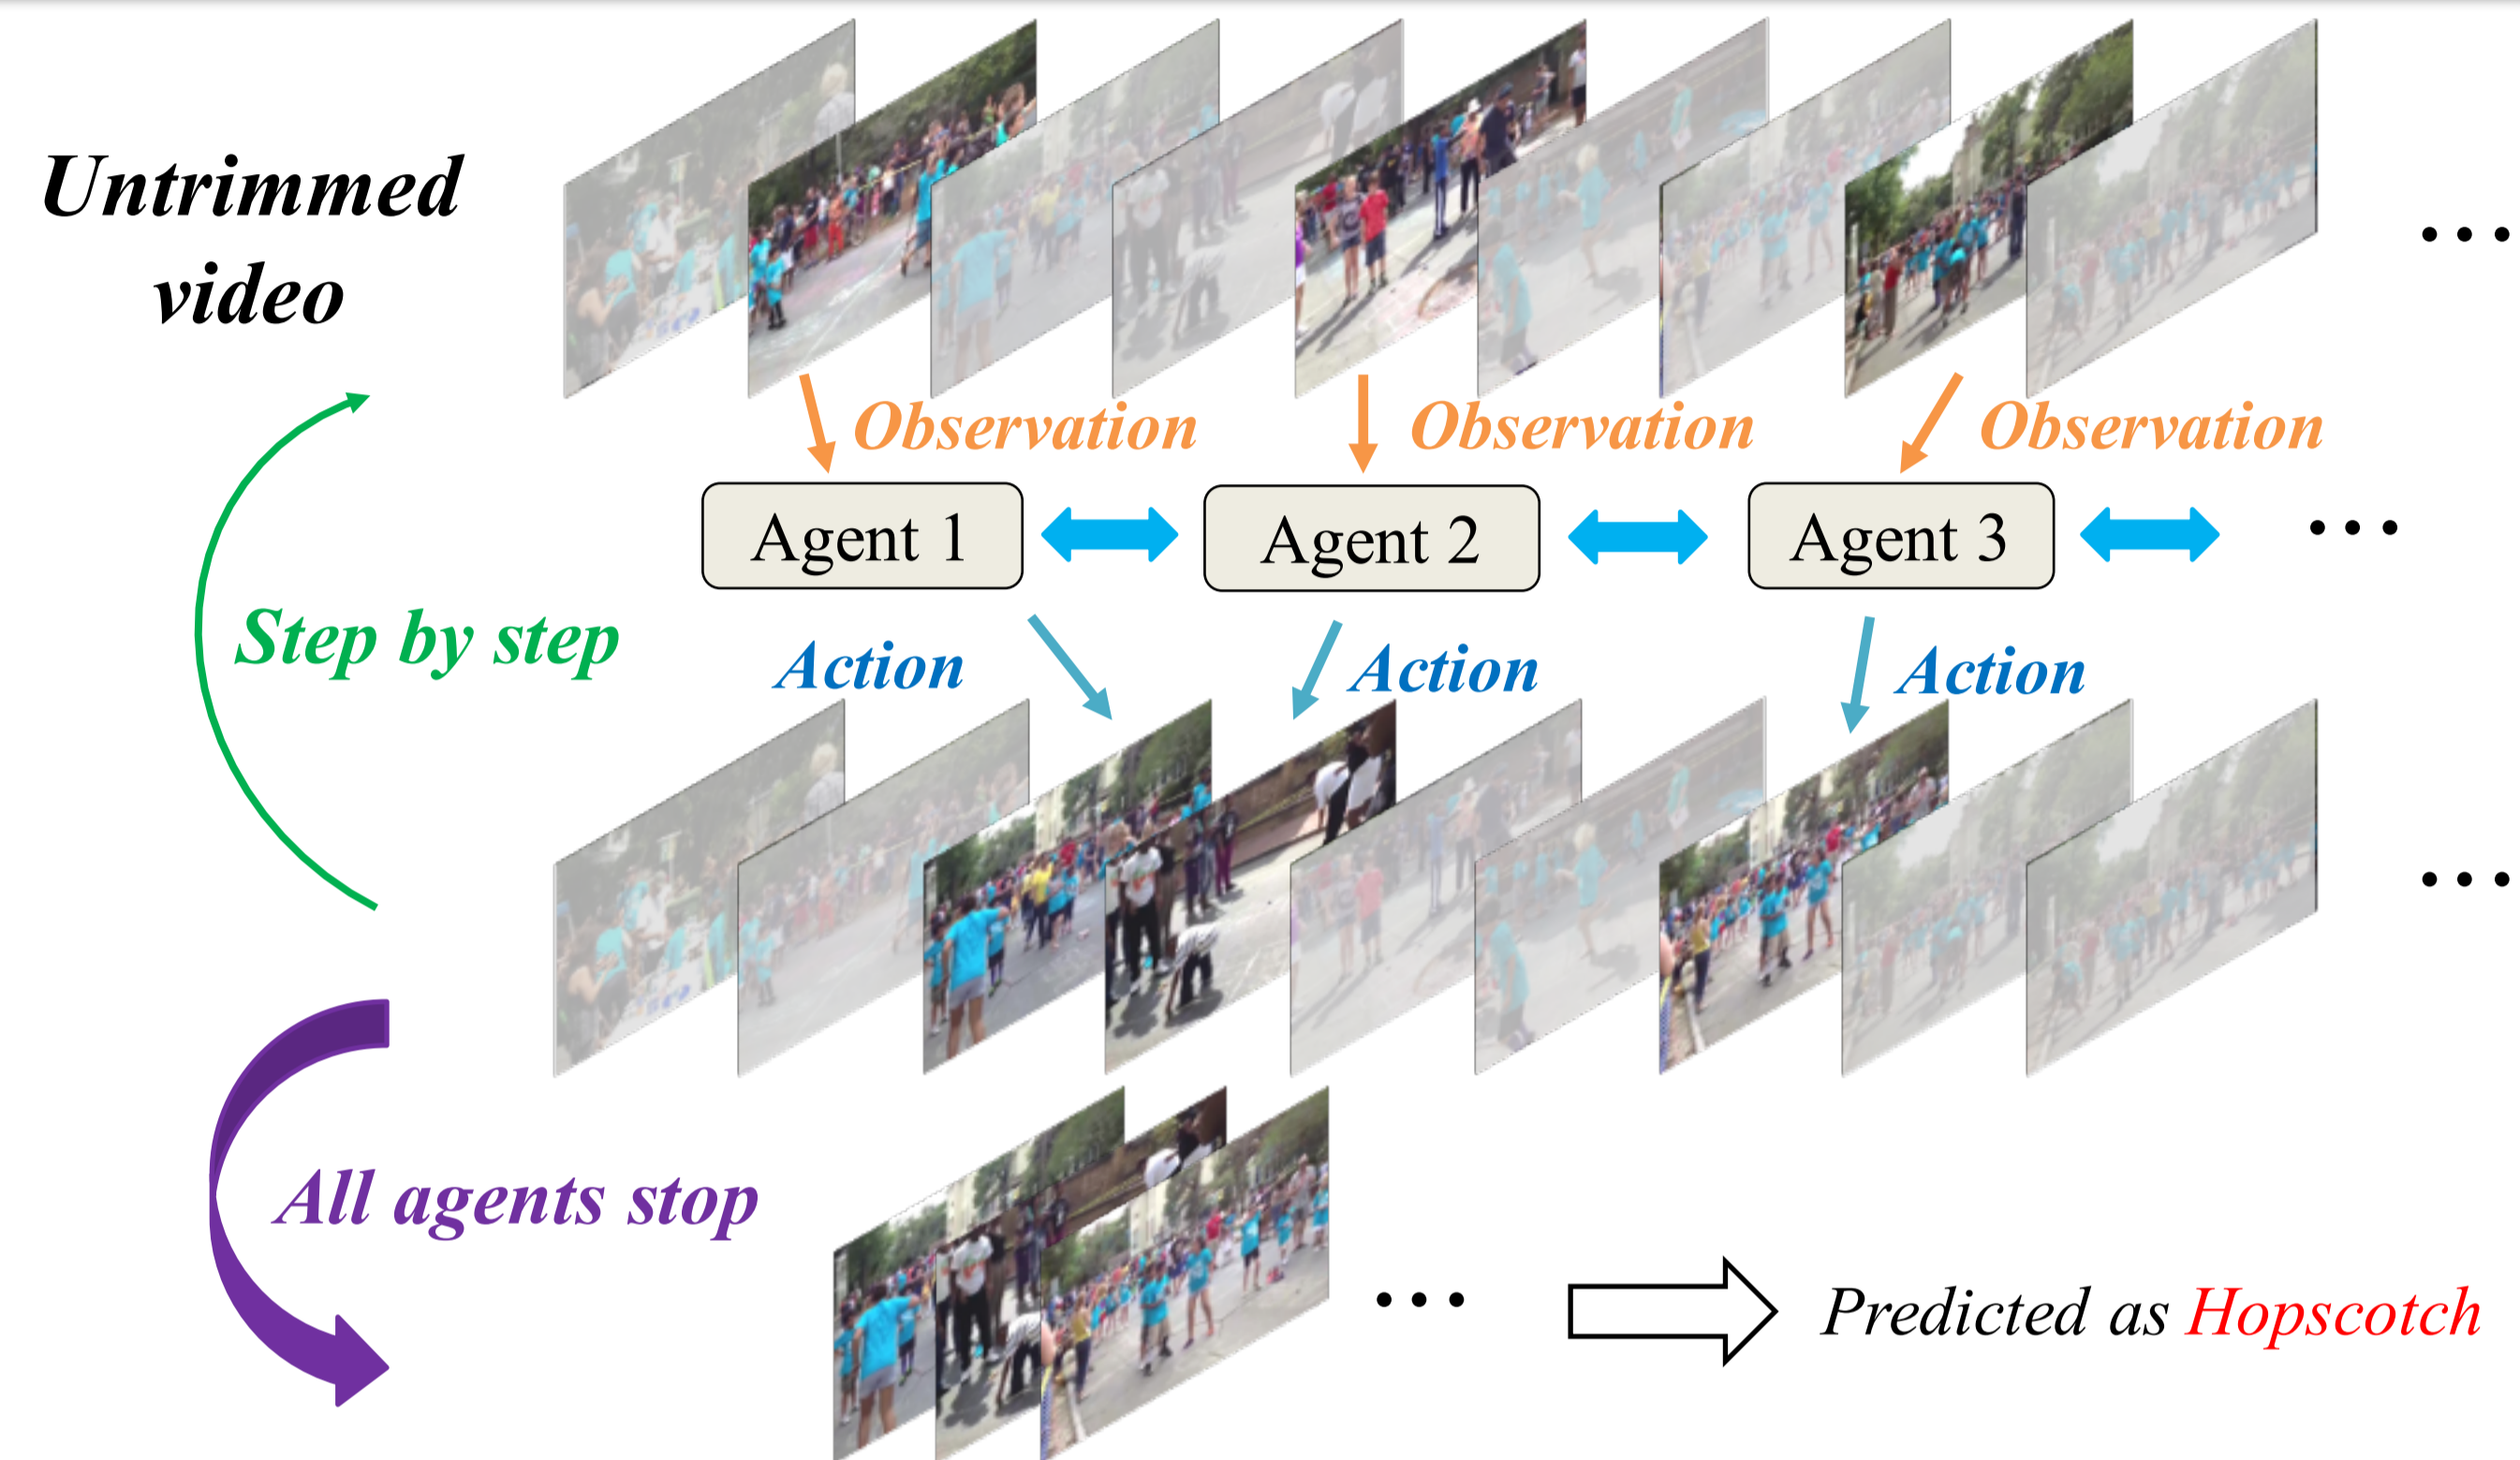 Untrimmed
video
Observation
Observation
Observation
Agent 1
Agent 2
Agent 3
Step by step
Action
Action
Action
All agents stop
Predicted as Hopscotch